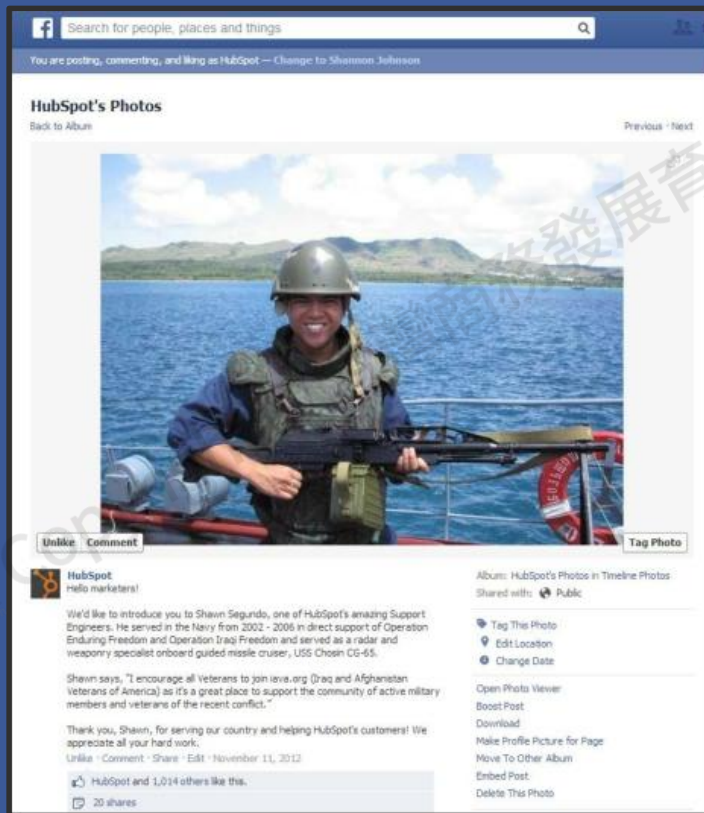 Search for people, places and things
You are posting, commenting, and liking as HubSpot — Change to Shannon Johnson
HubSpot's Photos
Back to Album
Previous · Next
Unlike Comment
Tag Photo
HubSpot
Hello marketers!
We'd like to introduce you to Shawn Segundo, one of HubSpot's amazing Support
Engineers. He served in the Navy from 2002 - 2006 in direct support of Operation
Enduring Freedom and Operation Iraqi Freedom and served as a radar and
weaponry specialist onboard guided missile cruiser, USS Chosin CG-65.
Shawn says, "I encourage all Veterans to join iava.org (Iraq and Afghanistan
Veterans of America) as it's a great place to support the community of active military
members and veterans of the recent conflict."
Thank you, Shawn, for serving our country and helping HubSpot's customers! We
appreciate all your hard work.
Unlike · Comment · Share · Edit · November 11, 2012
HubSpot and 1,014 others like this.
20 shares
Album: HubSpot's Photos in Timeline Photos
Shared with: Public
Tag This Photo
Edit Location
Change Date
Open Photo Viewer
Boost Post
Download
Make Profile Picture for Page
Move To Other Album
Embed Post
Delete This Photo
商務發展育